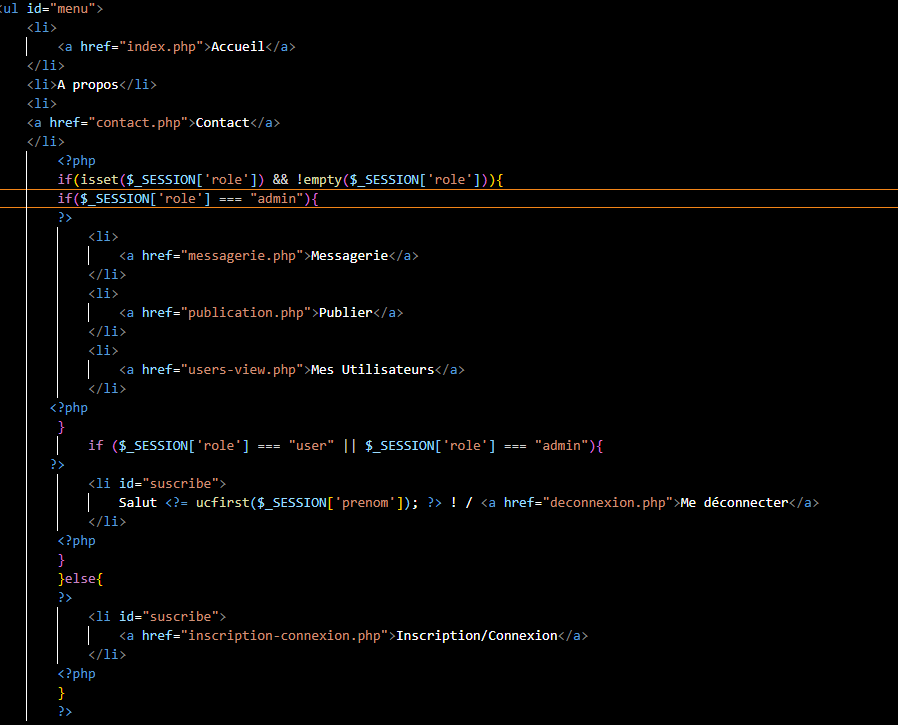 <ul id="menu">
<li>
<a href="index.php">Accueil</a>
</li>
<li>A propos</li>
<li>
<a href="contact.php">Contact</a>
</li>
<?php
if(isset($_SESSION['role']) && !empty($_SESSION['role'])){
if($_SESSION['role'] === "admin"){
?>
<li>
<a href="messagerie.php">Messagerie</a>
</li>
<li>
<a href="publication.php">Publier</a>
</li>
<li>
<a href="users-view.php">Mes Utilisateurs</a>
</li>
<?php
}
if ($_SESSION['role'] === "user" || $_SESSION['role'] === "admin"){
?>
<li id="suscribe">
Salut <?= ucfirst($_SESSION['prenom']); ?> ! / <a href="deconnexion.php">Me déconnecter</a>
</li>
<?php
}
}else{
?>
<li id="suscribe">
<a href="inscription-connexion.php">Inscription/Connexion</a>
</li>
<?php
}
?>